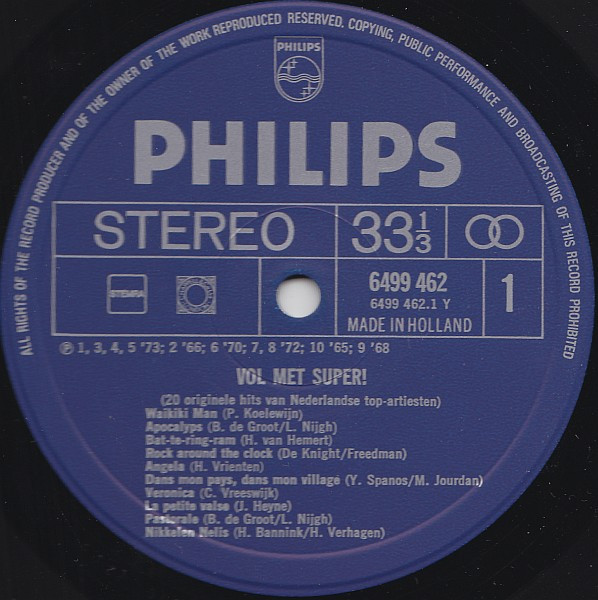 ALL RIGHTS OF THE RECORD PRODUCER AND OF THE OWNER OF THE WORK REPRODUCED RESERVED. COPYING, PUBLIC PERFORMANCE AND BROADCASTING OF THIS RECORD PROHIBITED
PHILIPS
PHILIPS
STEREO 33 1/3
STEMRA 6499 462 1
6499 462.1 Y
MADE IN HOLLAND
℗ 1, 3, 4, 5 '73; 2 '66; 6 '70; 7, 8 '72; 10 '65; 9 '68
VOL MET SUPER!
(20 originele hits van Nederlandse top-artiesten)
Waikiki Man (P. Koelewijn)
Apocalyps (B. de Groot/L. Nijgh)
Bat-te-ring-ram (H. van Hemert)
Rock around the clock (De Knight/Freedman)
Angela (H. Vrienten)
Dans mon pays, dans mon village (Y. Spanos/M. Jourdan)
Veronica (C. Vreeswijk)
La petite valse (J. Heyne)
Pastorale (B. de Groot/L. Nijgh)
Nikkelen Nelis (H. Bannink/H. Verhagen)